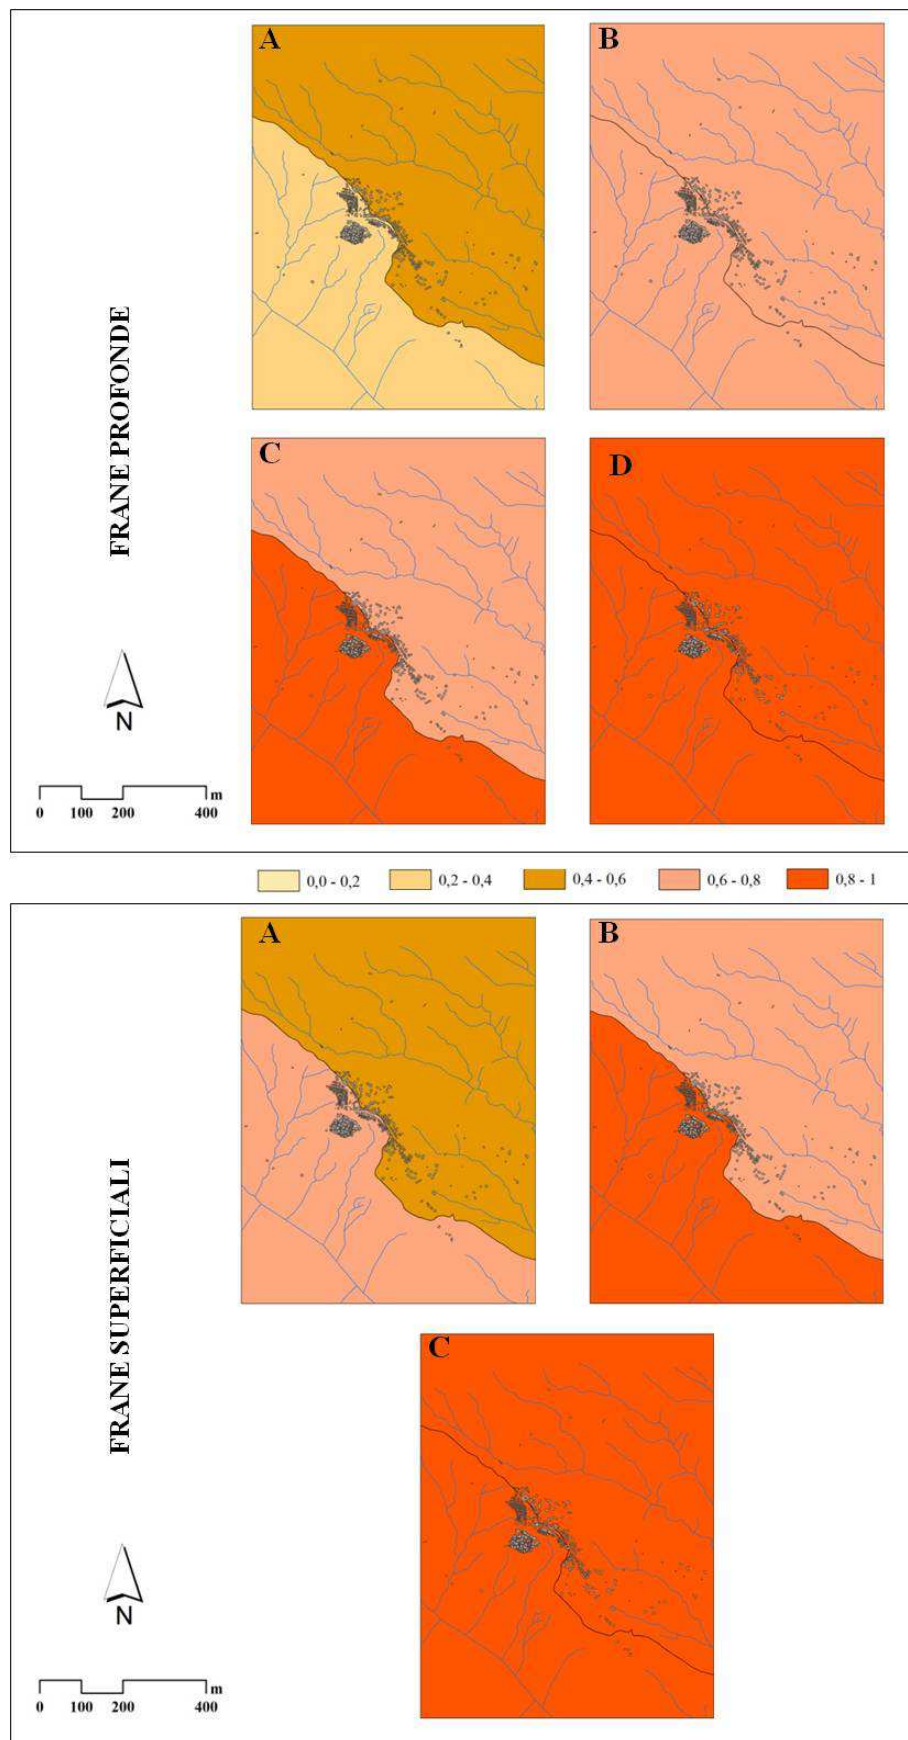 A
B
FRANE PROFONDE
C
D
N
m
0 100 200 400
0,0 - 0,2 0,2 - 0,4 0,4 - 0,6 0,6 - 0,8 0,8 - 1
A
B
FRANE SUPERFICIALI
C
N
m
0 100 200 400